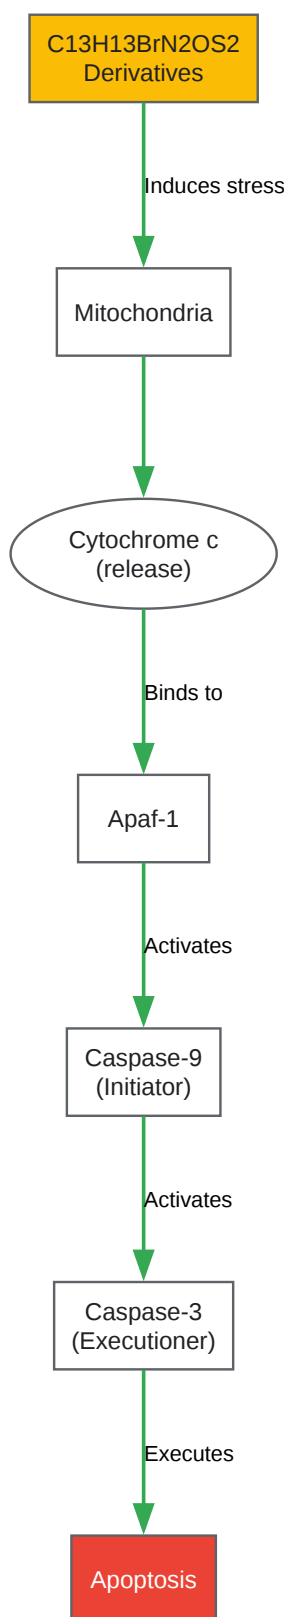 C13H13BrN2OS2
Derivatives
Induces stress
Mitochondria
Cytochrome c
(release)
Binds to
Apaf-1
Activates
Caspase-9
(Initiator)
Activates
Caspase-3
(Executioner)
Executes
Apoptosis